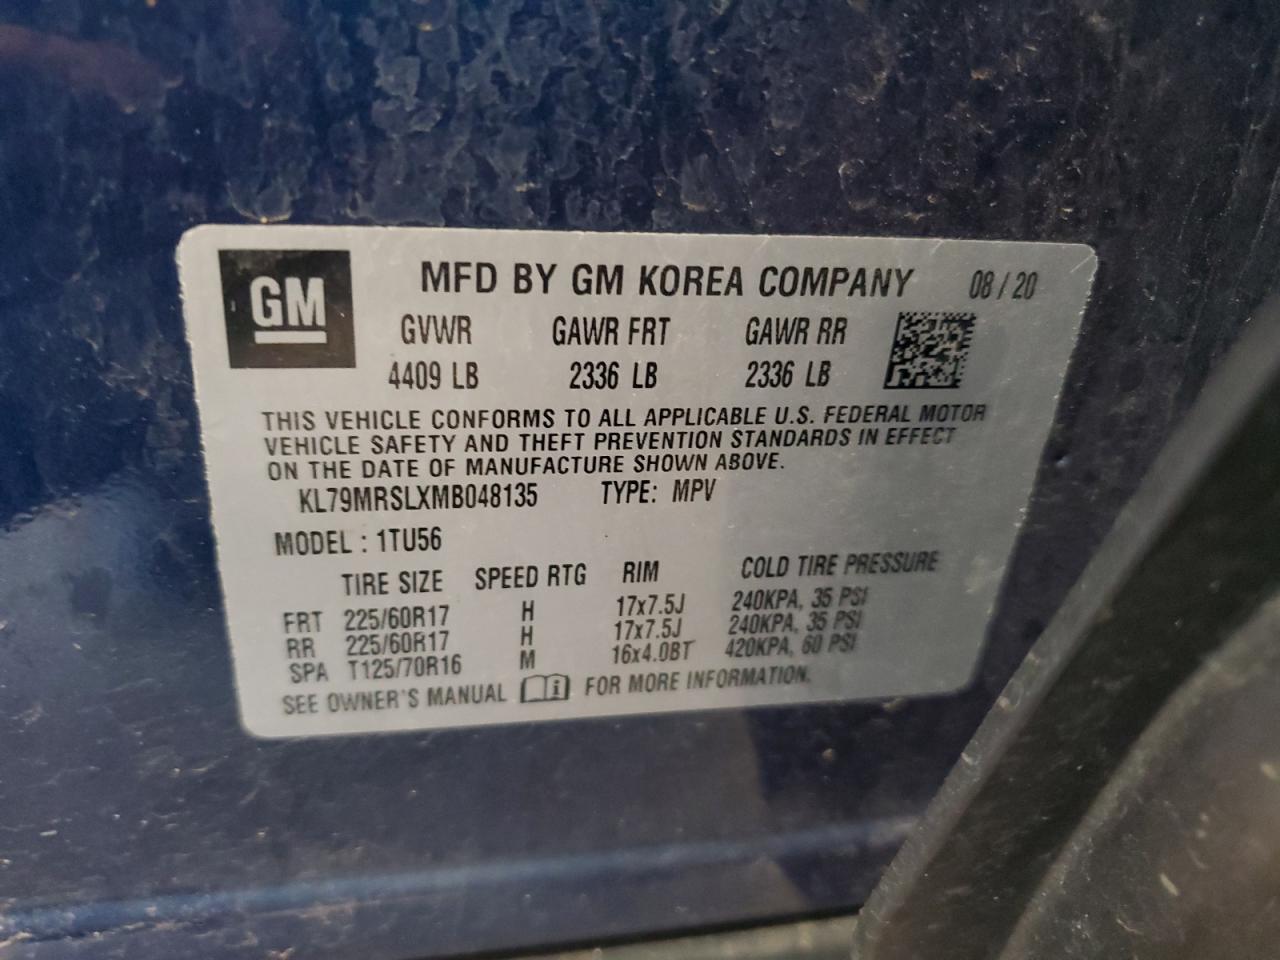 GM
MFD BY GM KOREA COMPANY 08 / 20
GVWR GAWR FRT GAWR RR
4409 LB 2336 LB 2336 LB
THIS VEHICLE CONFORMS TO ALL APPLICABLE U.S. FEDERAL MOTOR
VEHICLE SAFETY AND THEFT PREVENTION STANDARDS IN EFFECT
ON THE DATE OF MANUFACTURE SHOWN ABOVE.
KL79MRSLXMB048135 TYPE: MPV
MODEL : 1TU56
TIRE SIZE SPEED RTG RIM COLD TIRE PRESSURE
FRT 225/60R17 H 17x7.5J 240KPA, 35 PSI
RR 225/60R17 H 17x7.5J 240KPA, 35 PSI
SPA T125/70R16 M 16x4.0BT 420KPA, 60 PSI
SEE OWNER'S MANUAL i FOR MORE INFORMATION.